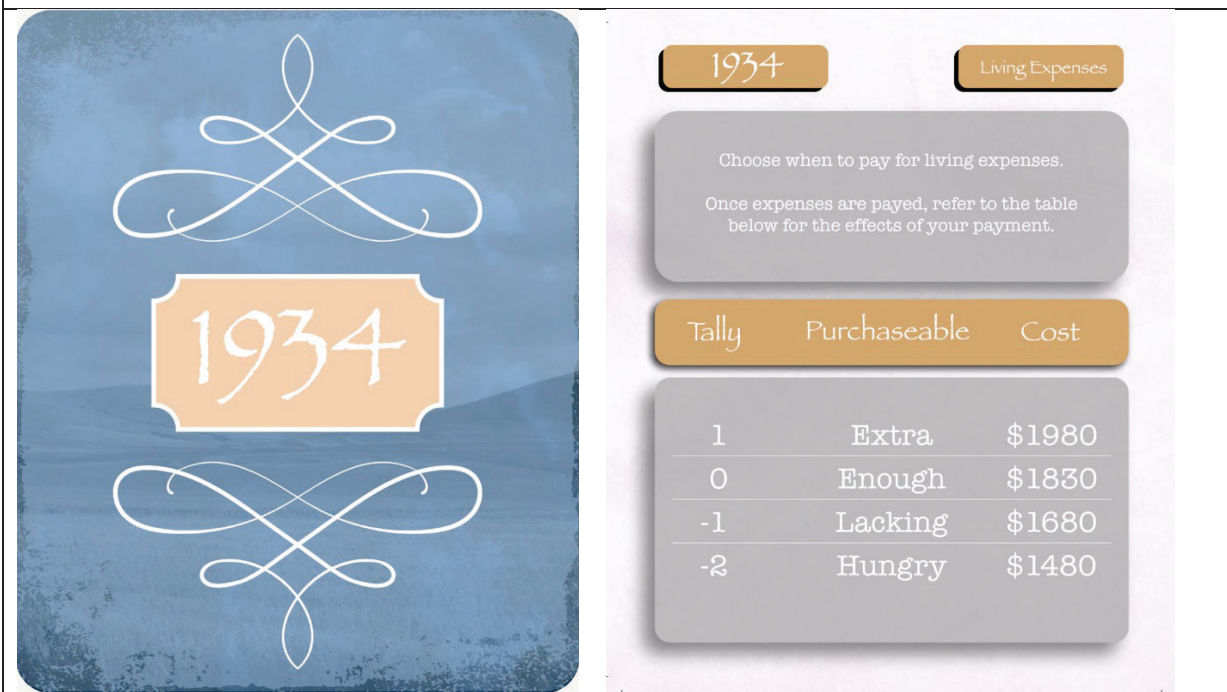 1934
1934
Living Expenses
Choose when to pay for living expenses.
Once expenses are payed, refer to the table
below for the effects of your payment.
Tally Purchaseable Cost
1 Extra $1980
0 Enough $1830
-1 Lacking $1680
-2 Hungry $1480